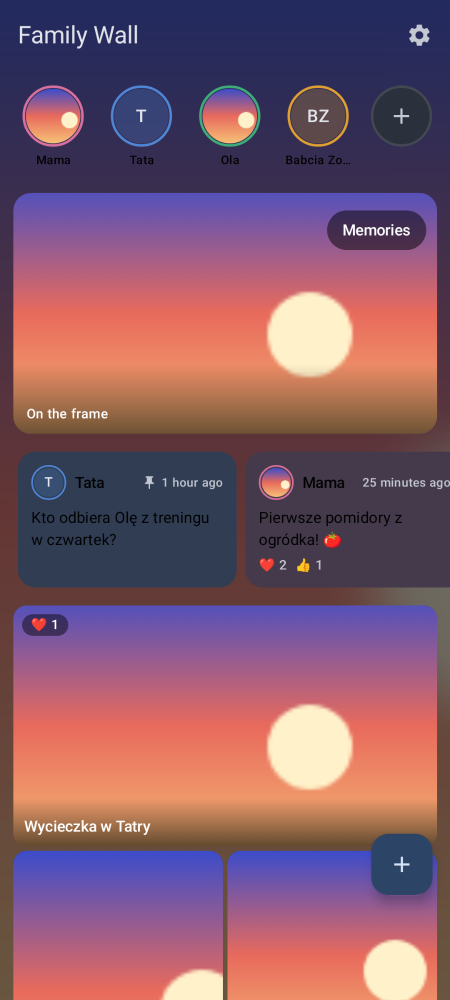 Family Wall
T
BZ
+
Mama
Tata
Ola
Babcia Zo...
Memories
On the frame
T
Tata
1 hour ago
Kto odbiera Olę z treningu
w czwartek?
Mama
25 minutes ago
Pierwsze pomidory z
ogródka! 🍅
❤️ 2 👍 1
❤️ 1
Wycieczka w Tatry
+